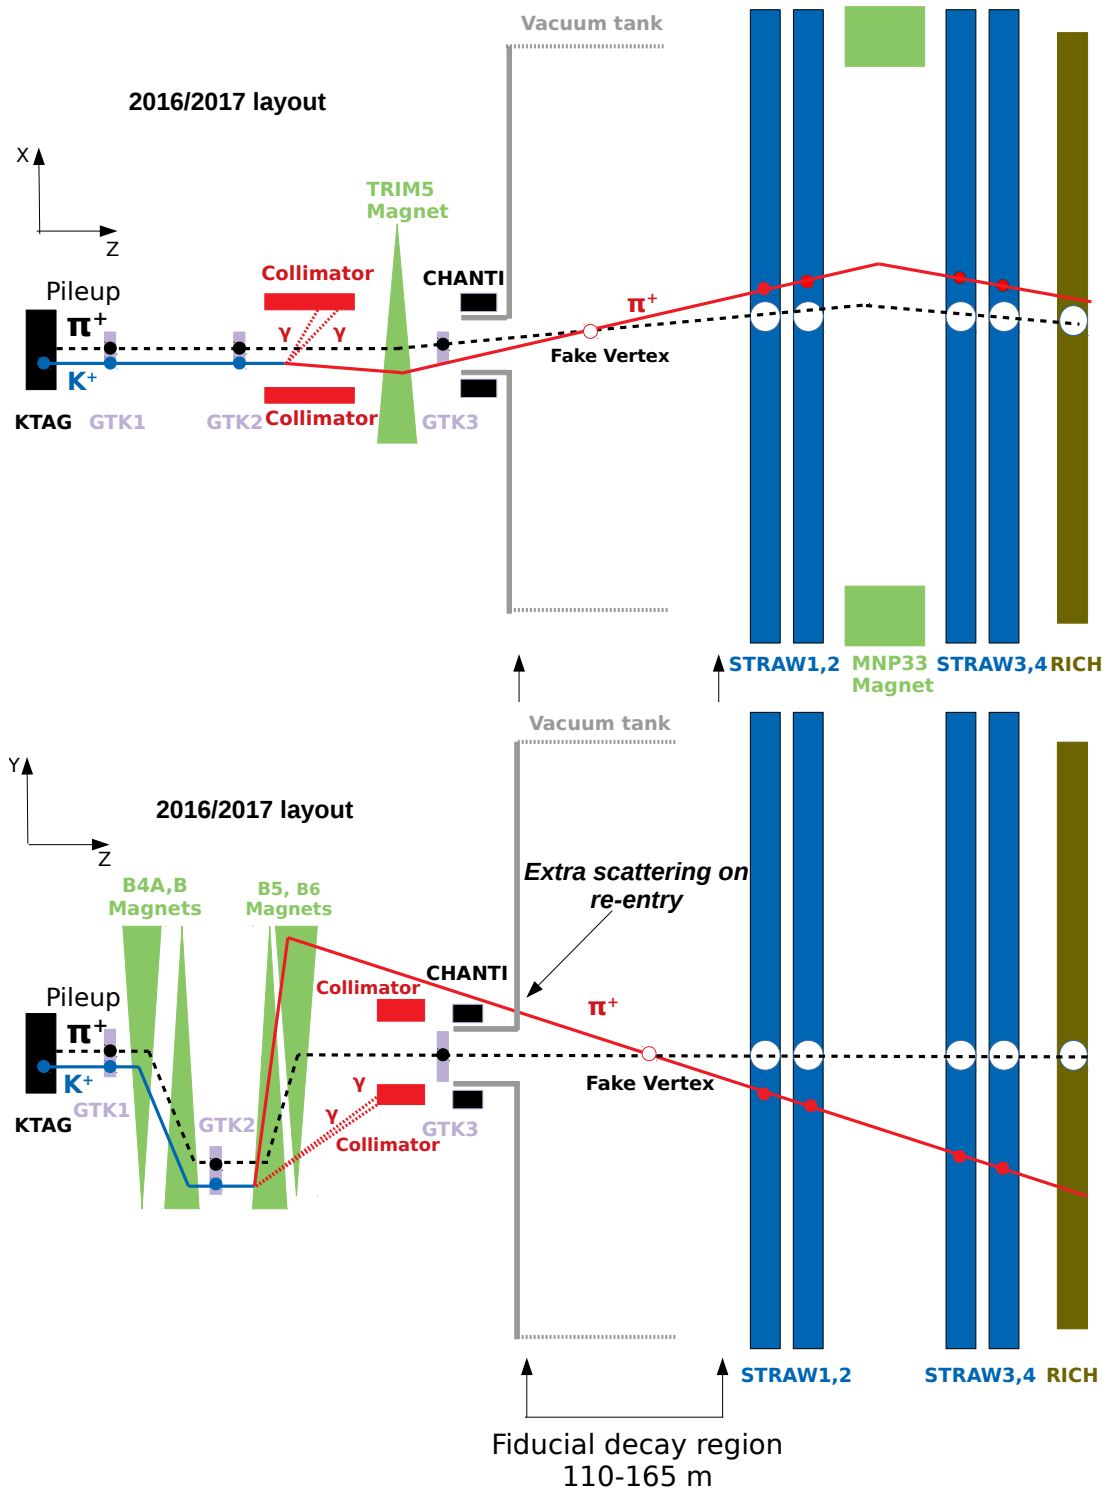 Vacuum tank
2016/2017 layout
X
Z
TRIM5
Magnet
Collimator
CHANTI
Pileup
π+
γ γ
π+
K+
Fake Vertex
KTAG GTK1 GTK2 Collimator GTK3
STRAW1,2 MNP33 STRAW3,4 RICH
Magnet
Vacuum tank
Y
Z
2016/2017 layout
B4A,B
Magnets
B5, B6
Magnets
Extra scattering on
re-entry
CHANTI
Collimator
Pileup
π+
π+
K+
GTK1
KTAG
GTK2
γ
γ
Collimator
GTK3
Fake Vertex
STRAW1,2 STRAW3,4 RICH
Fiducial decay region
110-165 m